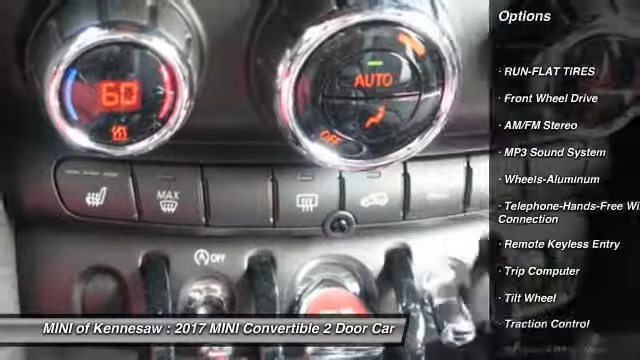 Options
· RUN-FLAT TIRES
· Front Wheel Drive
· AM/FM Stereo
· MP3 Sound System
· Wheels-Aluminum
· Telephone-Hands-Free Wi
Connection
· Remote Keyless Entry
· Trip Computer
· Tilt Wheel
· Traction Control
60
AUTO
OFF
MAX
OFF
MINI of Kennesaw : 2017 MINI Convertible 2 Door Car